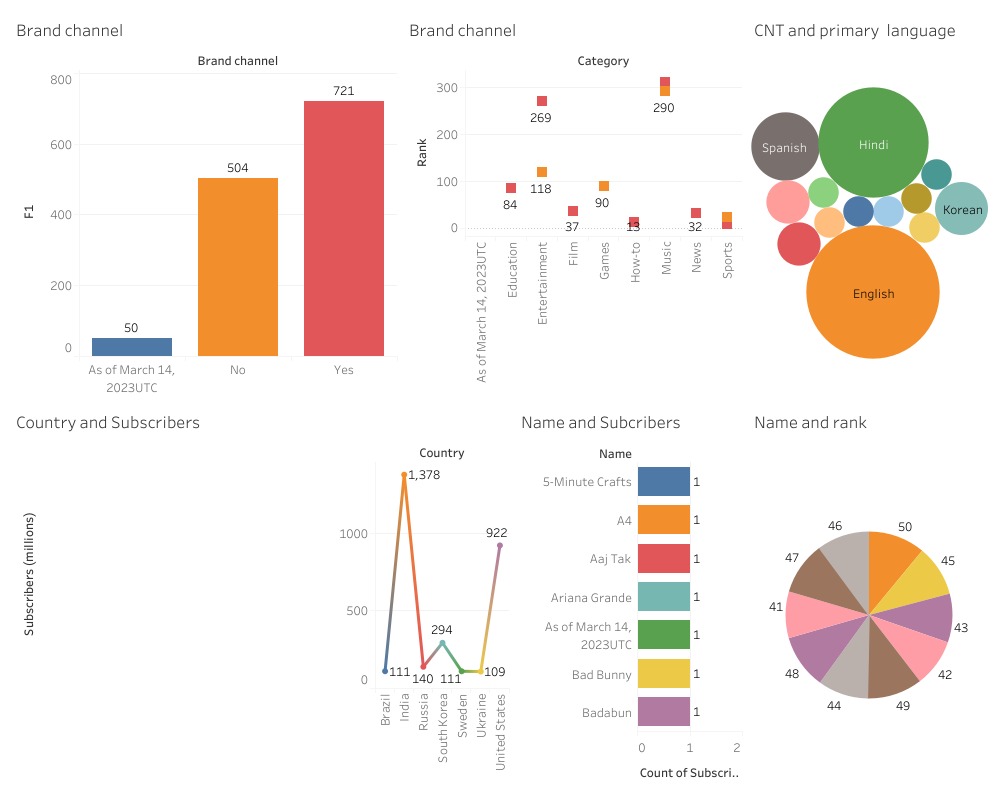 Brand channel
Brand channel
800
600
400
200
0
F1
50
504
721
As of March 14,
2023UTC
No
Yes
Brand channel
Category
300
200
100
0
Rank
84
269
118
37
90
13
290
32
As of March 14, 2023UTC
Education
Entertainment
Film
Games
How-to
Music
News
Sports
CNT and primary  language
Spanish
Hindi
Korean
English
Country and Subscribers
Country
Subscribers (millions)
1000
500
0
111
1,378
140
294
111
109
922
Brazil
India
Russia
South Korea
Sweden
Ukraine
United States
Name and Subcribers
Name
5-Minute Crafts
1
A4
1
Aaj Tak
1
Ariana Grande
1
As of March 14,
2023UTC
1
Bad Bunny
1
Badabun
1
0
1
2
Count of Subscri..
Name and rank
50
45
43
42
49
44
48
41
47
46